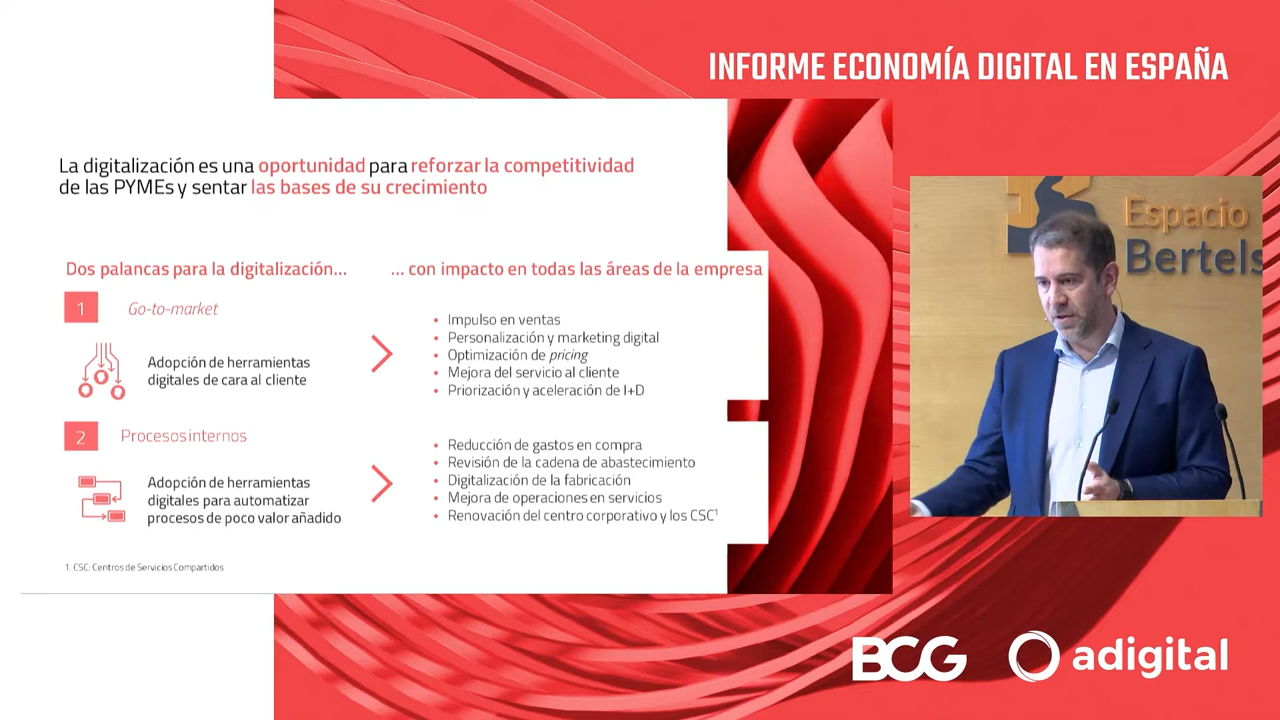 INFORME ECONOMÍA DIGITAL EN ESPAÑA
La digitalización es una oportunidad para reforzar la competitividad
de las PYMEs y sentar las bases de su crecimiento
Dos palancas para la digitalización...
... con impacto en todas las áreas de la empresa
1
Go-to-market
Adopción de herramientas
digitales de cara al cliente
• Impulso en ventas
• Personalización y marketing digital
• Optimización de pricing
• Mejora del servicio al cliente
• Priorización y aceleración de I+D
2
Procesos internos
Adopción de herramientas
digitales para automatizar
procesos de poco valor añadido
• Reducción de gastos en compra
• Revisión de la cadena de abastecimiento
• Digitalización de la fabricación
• Mejora de operaciones en servicios
• Renovación del centro corporativo y los CSC¹
1. CSC: Centros de Servicios Compartidos
Espacio
Bertels
BCG
adigital